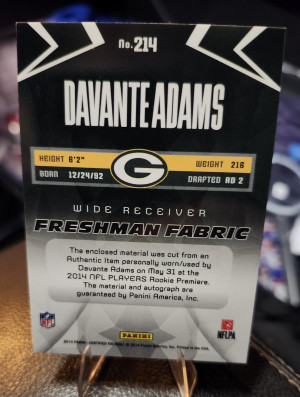 No.214
DAVANTE ADAMS
HEIGHT 6'2" WEIGHT 216
BORN 12/24/92 DRAFTED RD 2
G
WIDE RECEIVER
FRESHMAN FABRIC
The enclosed material was cut from an
Authentic Item personally worn/used by
Davante Adams on May 31 at the
2014 NFL PLAYERS Rookie Premiere.
The material and autograph are
guaranteed by Panini America, Inc.
NFL PANINI NFLPA